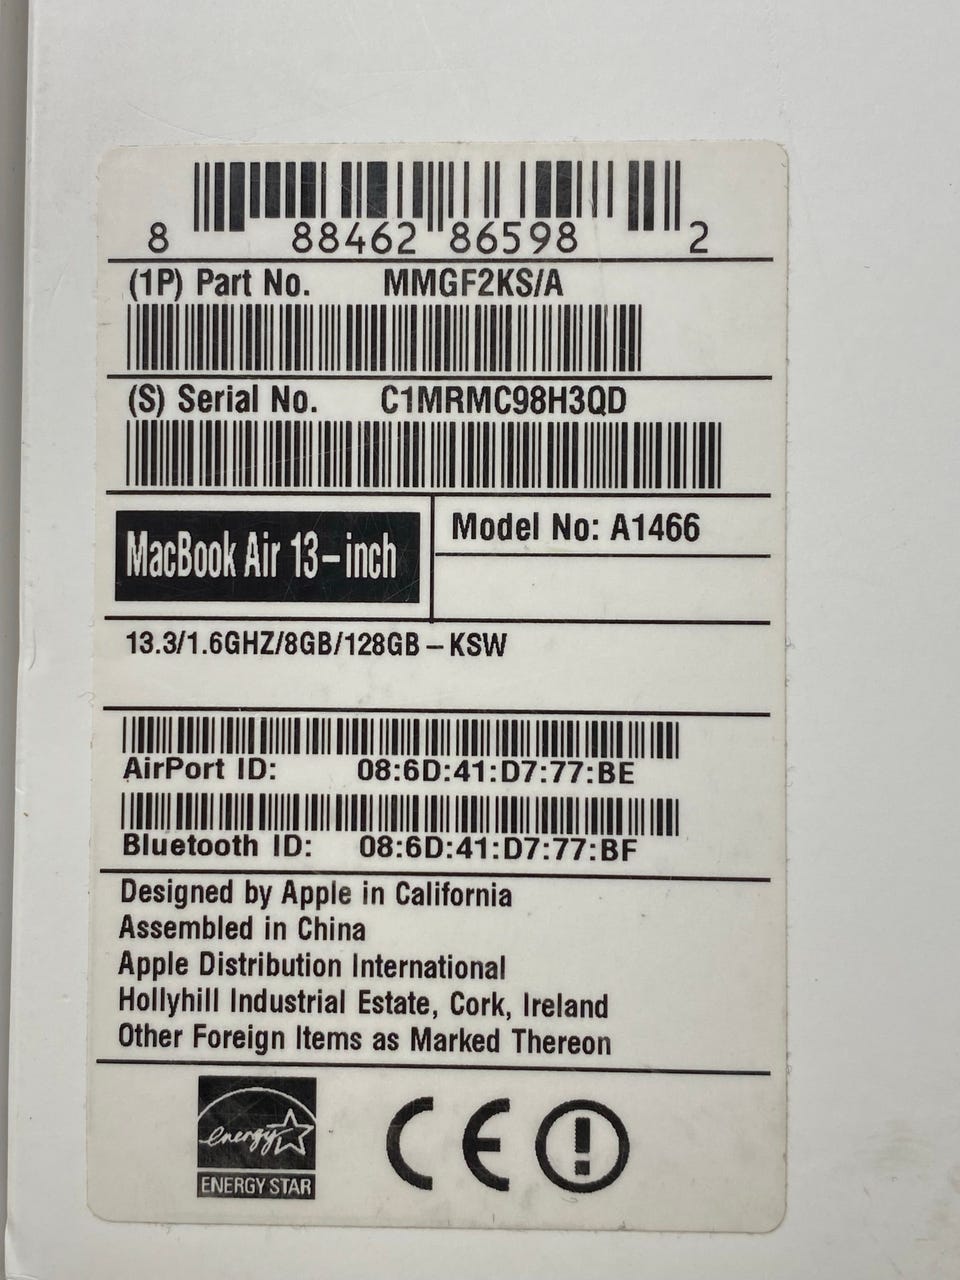 8 88462 86598 2
(1P) Part No. MMGF2KS/A
(S) Serial No. C1MRMC98H3QD
MacBook Air 13-inch
Model No: A1466
13.3/1.6GHZ/8GB/128GB-KSW
AirPort ID: 08:6D:41:D7:77:BE
Bluetooth ID: 08:6D:41:D7:77:BF
Designed by Apple in California
Assembled in China
Apple Distribution International
Hollyhill Industrial Estate, Cork, Ireland
Other Foreign Items as Marked Thereon
energy
ENERGY STAR
CE